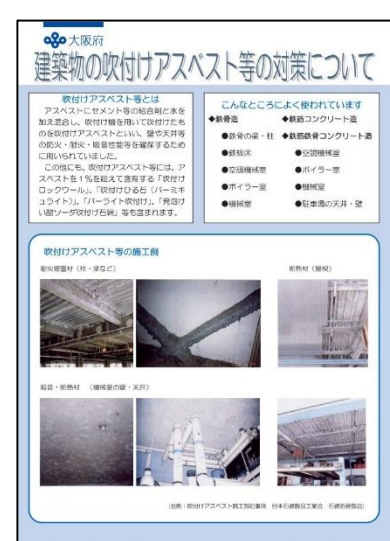 大阪府
建築物の吹付けアスベスト等の対策について
吹付けアスベスト等とは
アスベストにセメント等の結合剤と水を
加え混合し、吹付け機を用いて吹付けたも
のを吹付けアスベストといい、壁や天井等
の防火・耐火・吸音性能等を確保するため
に用いられていました。
この他にも、吹付けアスベスト等には、ア
スベストを1%を超えて含有する「吹付け
ロックウール」、「吹付けひる石（バーミキ
ュライト）」、「パーライト吹付け」、「発泡け
い酸ソーダ吹付け石綿」等も含まれます。
こんなところによく使われています
◆鉄骨造
●鉄骨の梁・柱
●鉄板床
●空調機械室
●ボイラー室
●機械室
◆鉄筋コンクリート造
◆鉄筋鉄骨コンクリート造
●空調機械室
●ボイラー室
●機械室
●駐車場の天井・壁
吹付けアスベスト等の施工例
耐火被覆材（柱・梁など）
断熱材（屋根）
吸音・断熱材 （機械室の壁・天井）